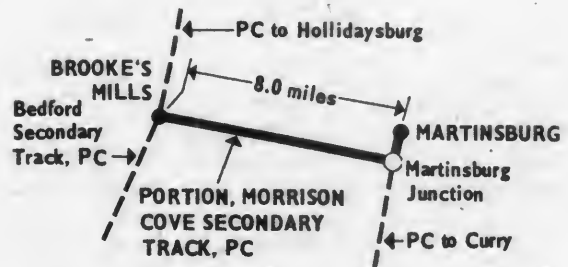 PC to Hollidaysburg
BROOKE'S
MILLS
8.0 miles
Bedford
Secondary
Track, PC
MARTINSBURG
Martinsburg
Junction
PORTION, MORRISON
COVE SECONDARY
TRACK, PC
PC to Curry